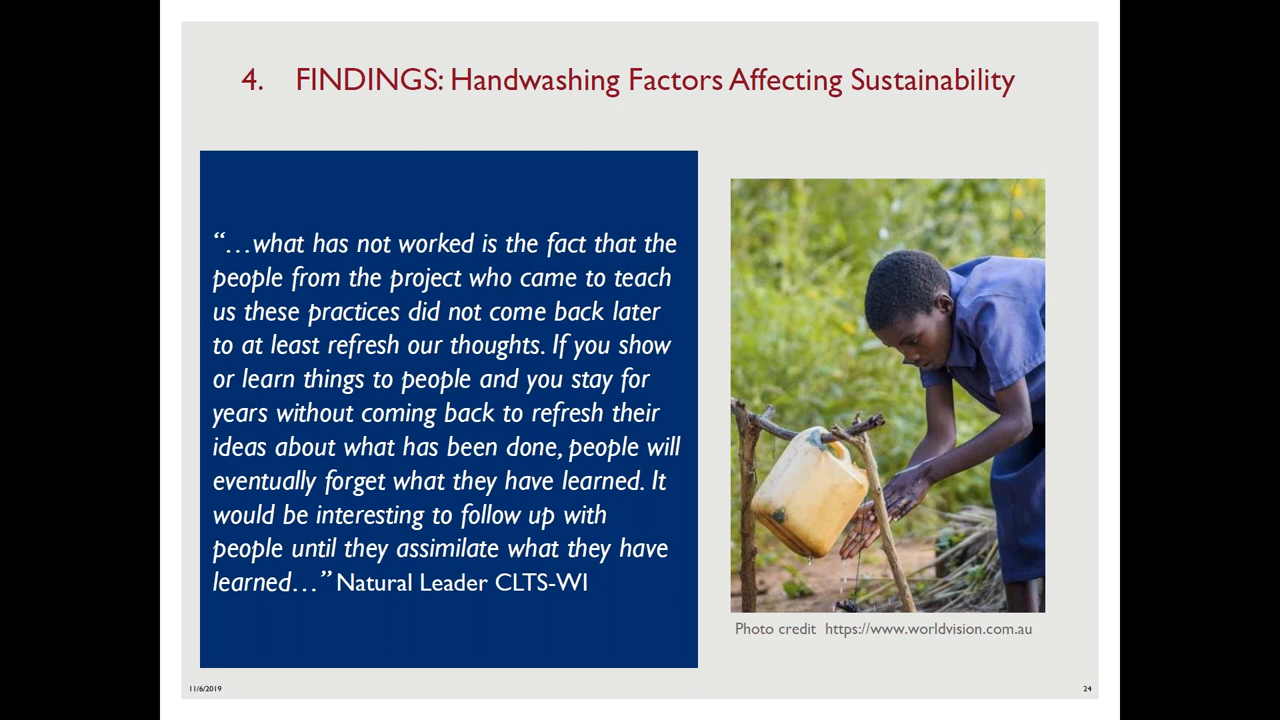 4. FINDINGS: Handwashing Factors Affecting Sustainability
“…what has not worked is the fact that the
people from the project who came to teach
us these practices did not come back later
to at least refresh our thoughts. If you show
or learn things to people and you stay for
years without coming back to refresh their
ideas about what has been done, people will
eventually forget what they have learned. It
would be interesting to follow up with
people until they assimilate what they have
learned…” Natural Leader CLTS-WI
Photo credit https://www.worldvision.com.au
11/6/2019
24